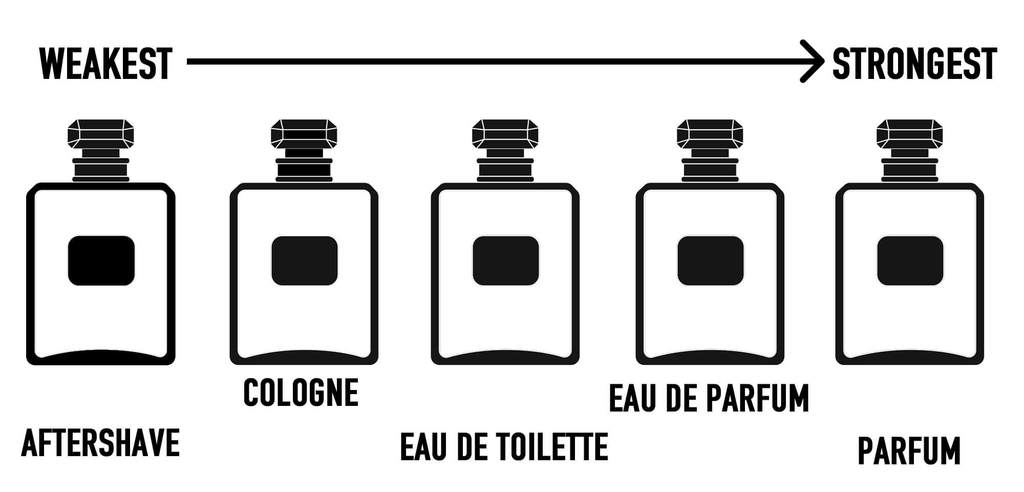 WEAKEST
STRONGEST
AFTERSHAVE
COLOGNE
EAU DE TOILETTE
EAU DE PARFUM
PARFUM